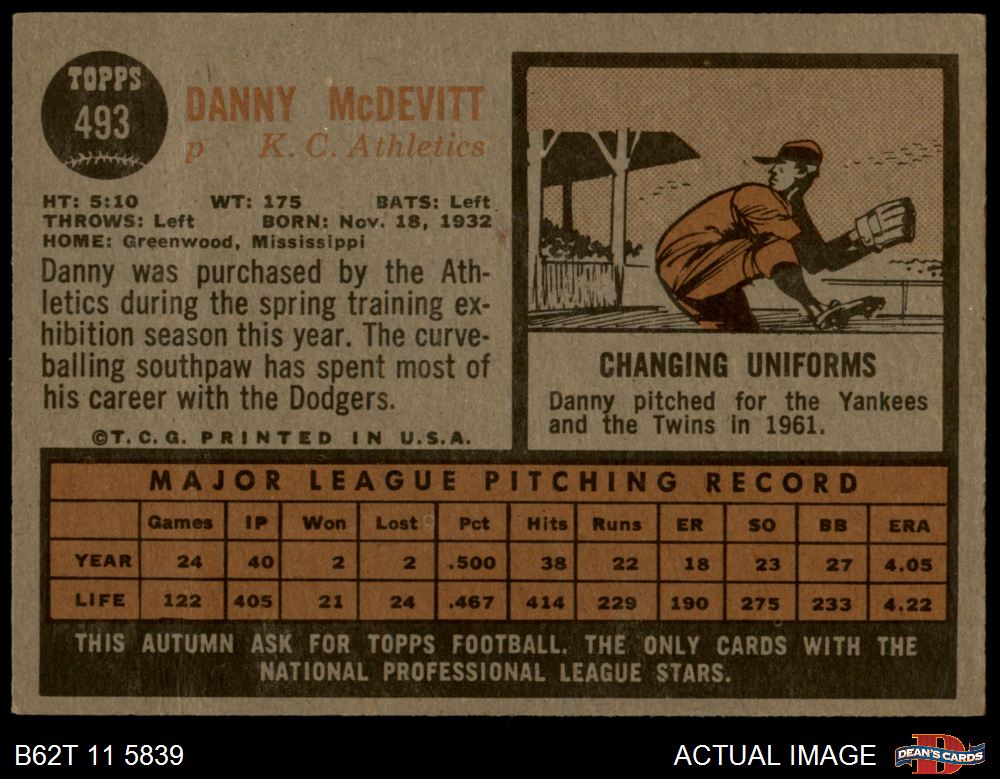 TOPPS
493
DANNY McDEVITT
p K. C. Athletics
HT: 5:10 WT: 175 BATS: Left
THROWS: Left BORN: Nov. 18, 1932
HOME: Greenwood, Mississippi
Danny was purchased by the Ath-
letics during the spring training ex-
hibition season this year. The curve-
balling southpaw has spent most of
his career with the Dodgers.
©T. C. G. PRINTED IN U.S.A.
CHANGING UNIFORMS
Danny pitched for the Yankees
and the Twins in 1961.
MAJOR LEAGUE PITCHING RECORD
Games IP Won Lost Pct Hits Runs ER SO BB ERA
YEAR 24 40 2 2 .500 38 22 18 23 27 4.05
LIFE 122 405 21 24 .467 414 229 190 275 233 4.22
THIS AUTUMN ASK FOR TOPPS FOOTBALL. THE ONLY CARDS WITH THE
NATIONAL PROFESSIONAL LEAGUE STARS.
B62T 11 5839
ACTUAL IMAGE
D
DEAN'S CARDS